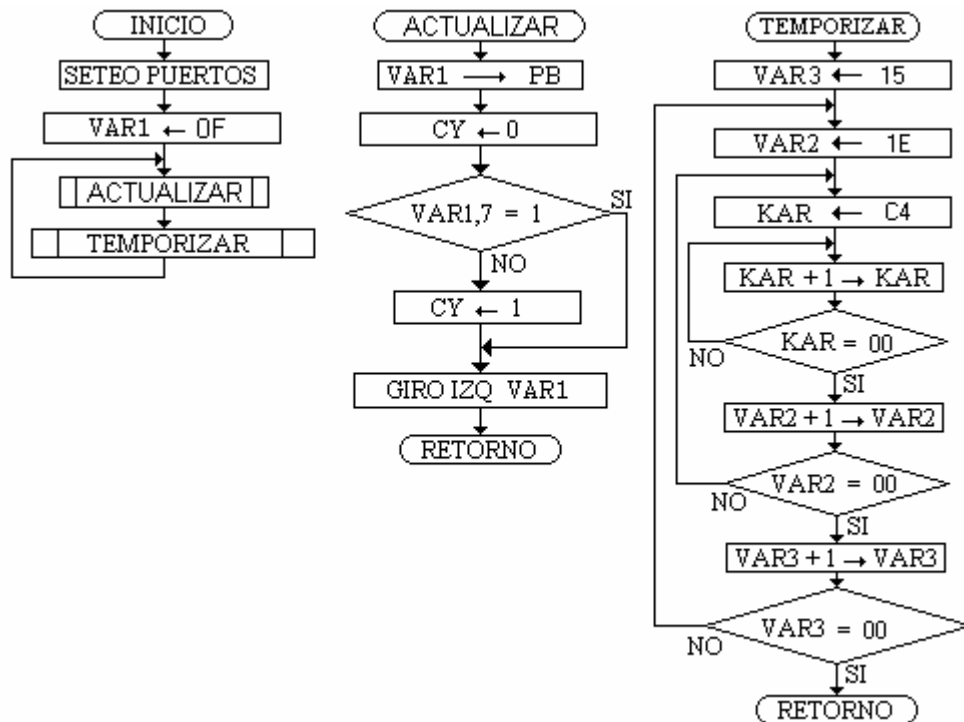 INICIO
SETEO PUERTOS
VAR1 ← 0F
ACTUALIZAR
TEMPORIZAR
ACTUALIZAR
VAR1 → PB
CY ← 0
VAR1,7 = 1
SI
NO
CY ← 1
GIRO IZQ VAR1
RETORNO
TEMPORIZAR
VAR3 ← 15
VAR2 ← 1E
KAR ← C4
KAR + 1 → KAR
KAR = 00
NO
SI
VAR2 + 1 → VAR2
VAR2 = 00
NO
SI
VAR3 + 1 → VAR3
VAR3 = 00
NO
SI
RETORNO